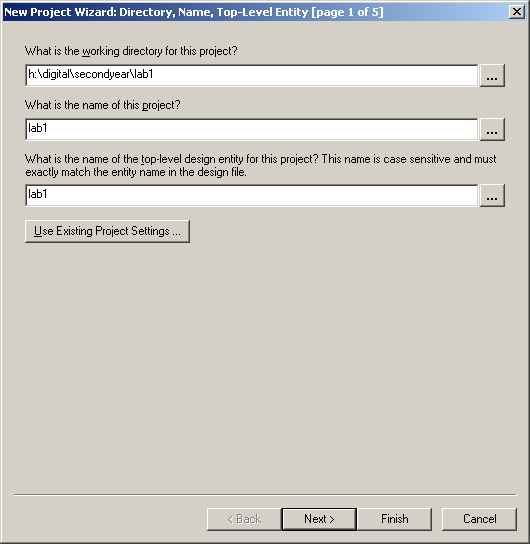 New Project Wizard: Directory, Name, Top-Level Entity [page 1 of 5]
What is the working directory for this project?
h:\digital\secondyear\lab1
...
What is the name of this project?
lab1
...
What is the name of the top-level design entity for this project? This name is case sensitive and must
exactly match the entity name in the design file.
lab1
...
Use Existing Project Settings ...
< Back
Next >
Finish
Cancel